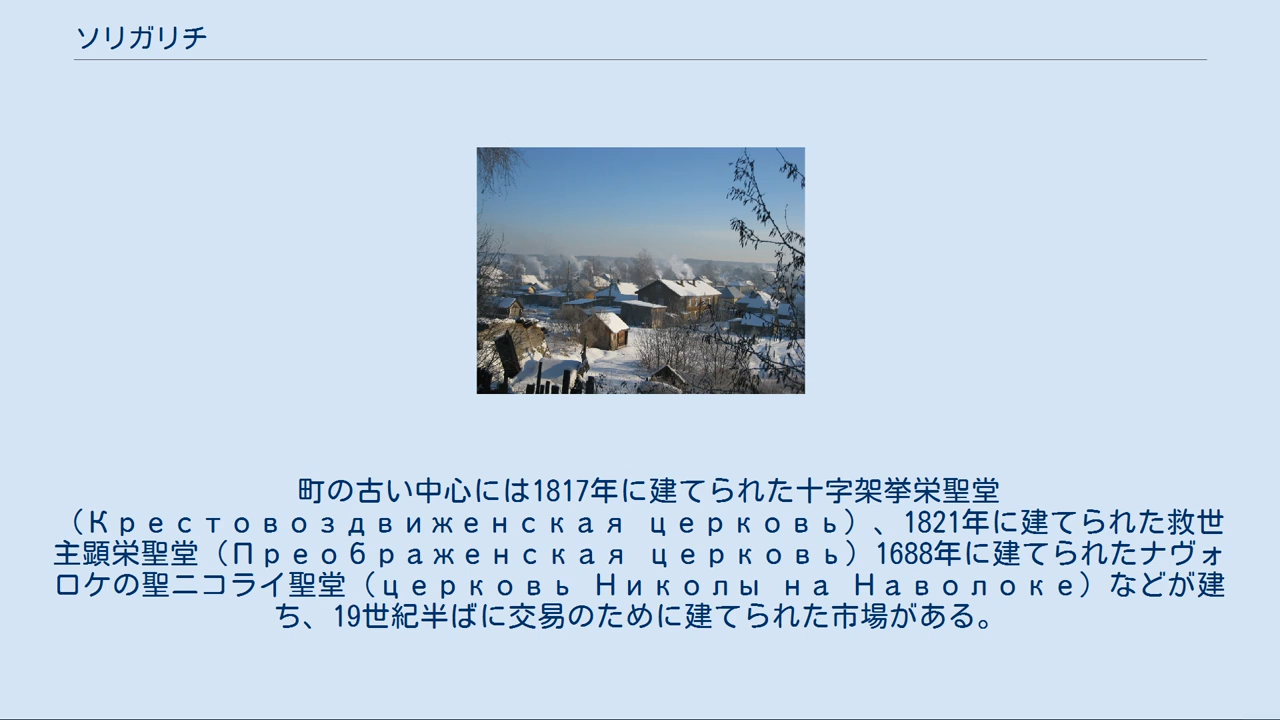 ソリガリチ
町の古い中心には1817年に建てられた十字架挙栄聖堂
（Крестовоздвиженская церковь）、1821年に建てられた救世
主顕栄聖堂（Преображенская церковь）1688年に建てられたナヴォ
ロケの聖ニコライ聖堂（церковь Николы на Наволоке）などが建
ち、19世紀半ばに交易のために建てられた市場がある。